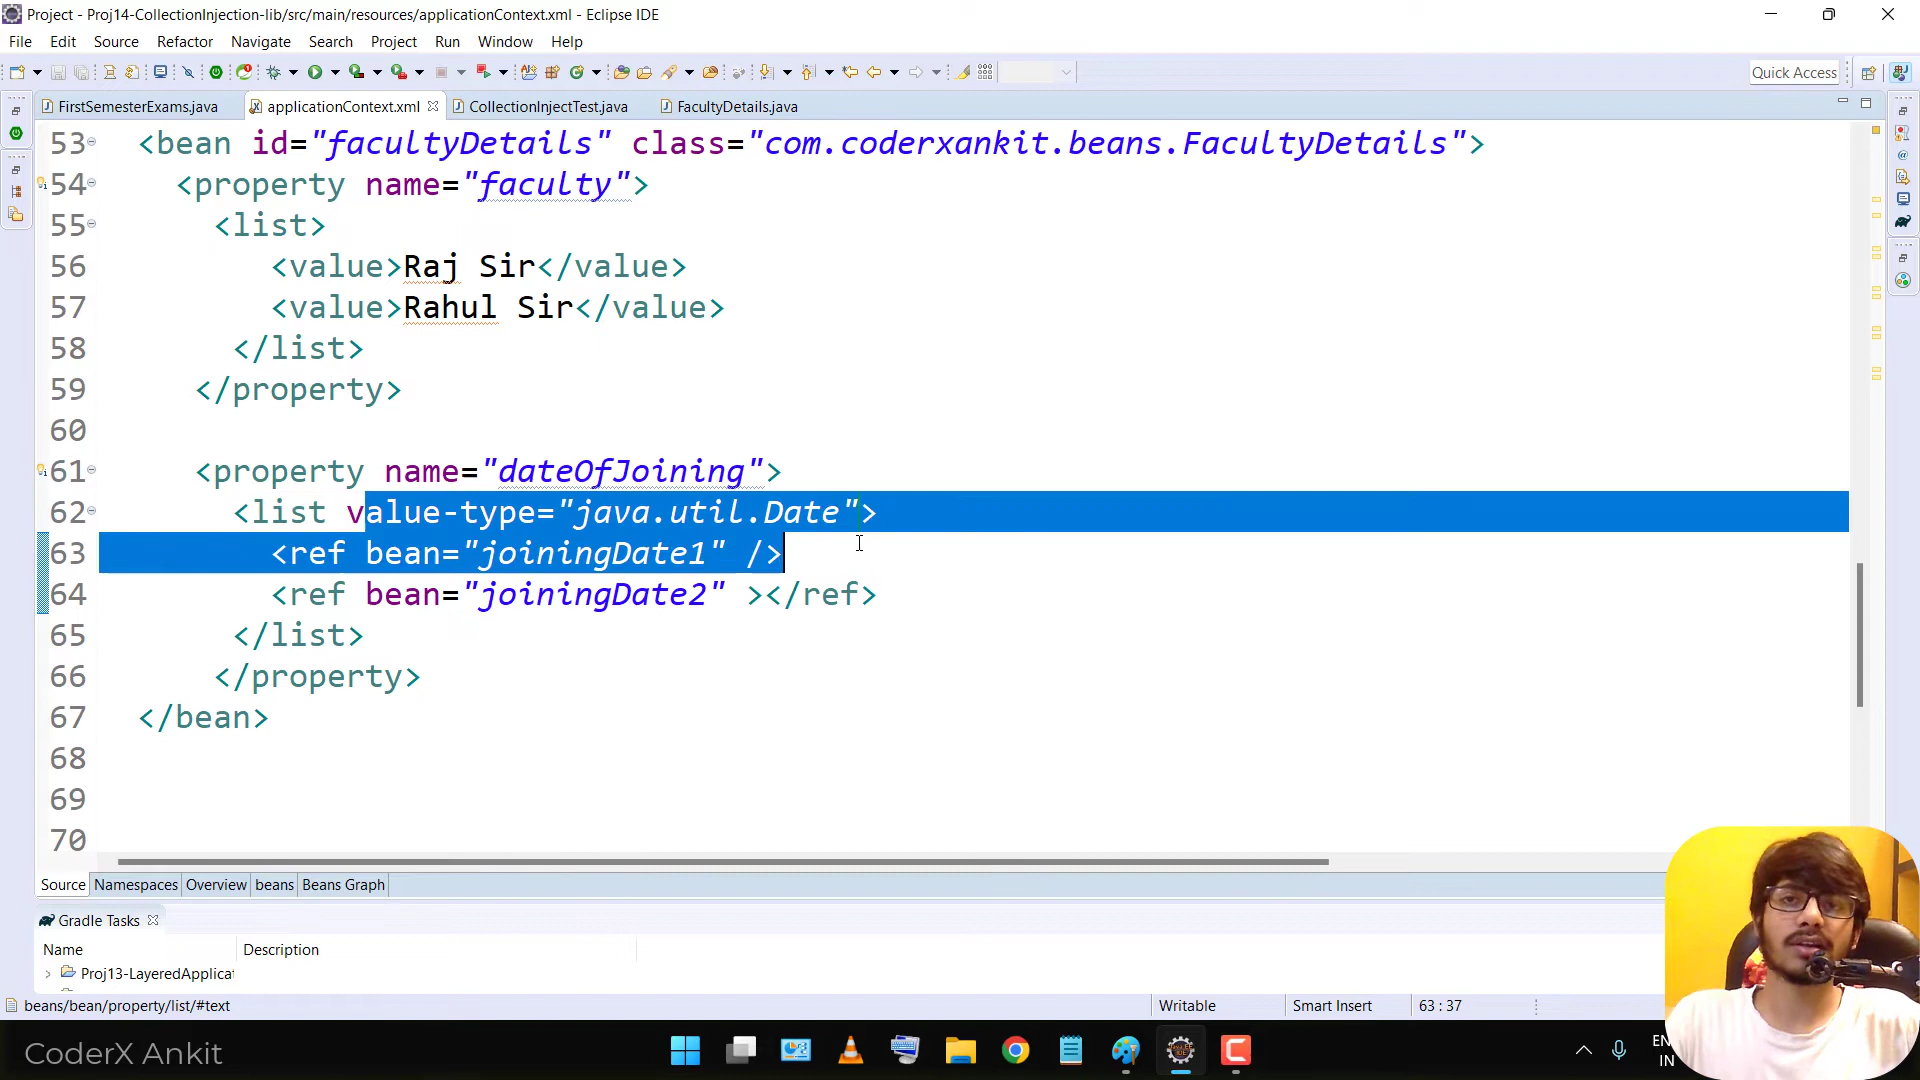 Project - Proj14-CollectionInjection-lib/src/main/resources/applicationContext.xml - Eclipse IDE
File Edit Source Refactor Navigate Search Project Run Window Help
Quick Access
FirstSemesterExams.java applicationContext.xml CollectionInjectTest.java FacultyDetails.java
53 <bean id="facultyDetails" class="com.coderxankit.beans.FacultyDetails">
54 <property name="faculty">
55 <list>
56 <value>Raj Sir</value>
57 <value>Rahul Sir</value>
58 </list>
59 </property>
60
61 <property name="dateOfJoining">
62 <list value-type="java.util.Date">
63 <ref bean="joiningDate1" />
64 <ref bean="joiningDate2" ></ref>
65 </list>
66 </property>
67 </bean>
68
69
70
Source Namespaces Overview beans Beans Graph
Gradle Tasks
Name Description
Proj13-LayeredApplicat
beans/bean/property/list/#text Writable Smart Insert 63 : 37
CoderX Ankit
IN